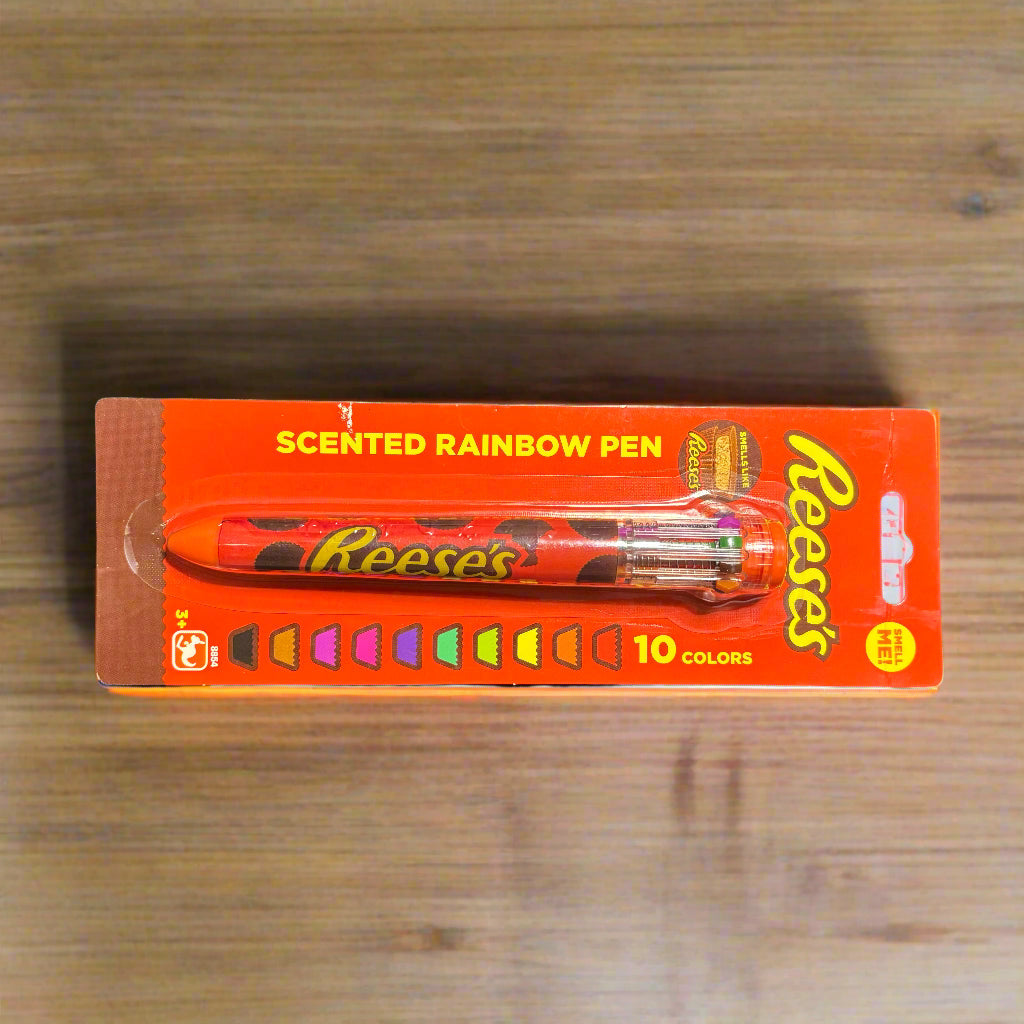 SCENTED RAINBOW PEN
SMELLS LIKE
Reese's
Reese's
Reese's
3+
8854
10 COLORS
SMELL
ME!